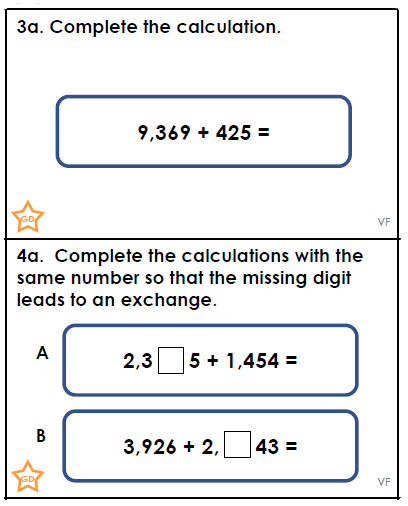 3a. Complete the calculation.
9,369 + 425 =
GD
VF
4a. Complete the calculations with the
same number so that the missing digit
leads to an exchange.
A
2,3 □ 5 + 1,454 =
B
3,926 + 2, □ 43 =
GD
VF